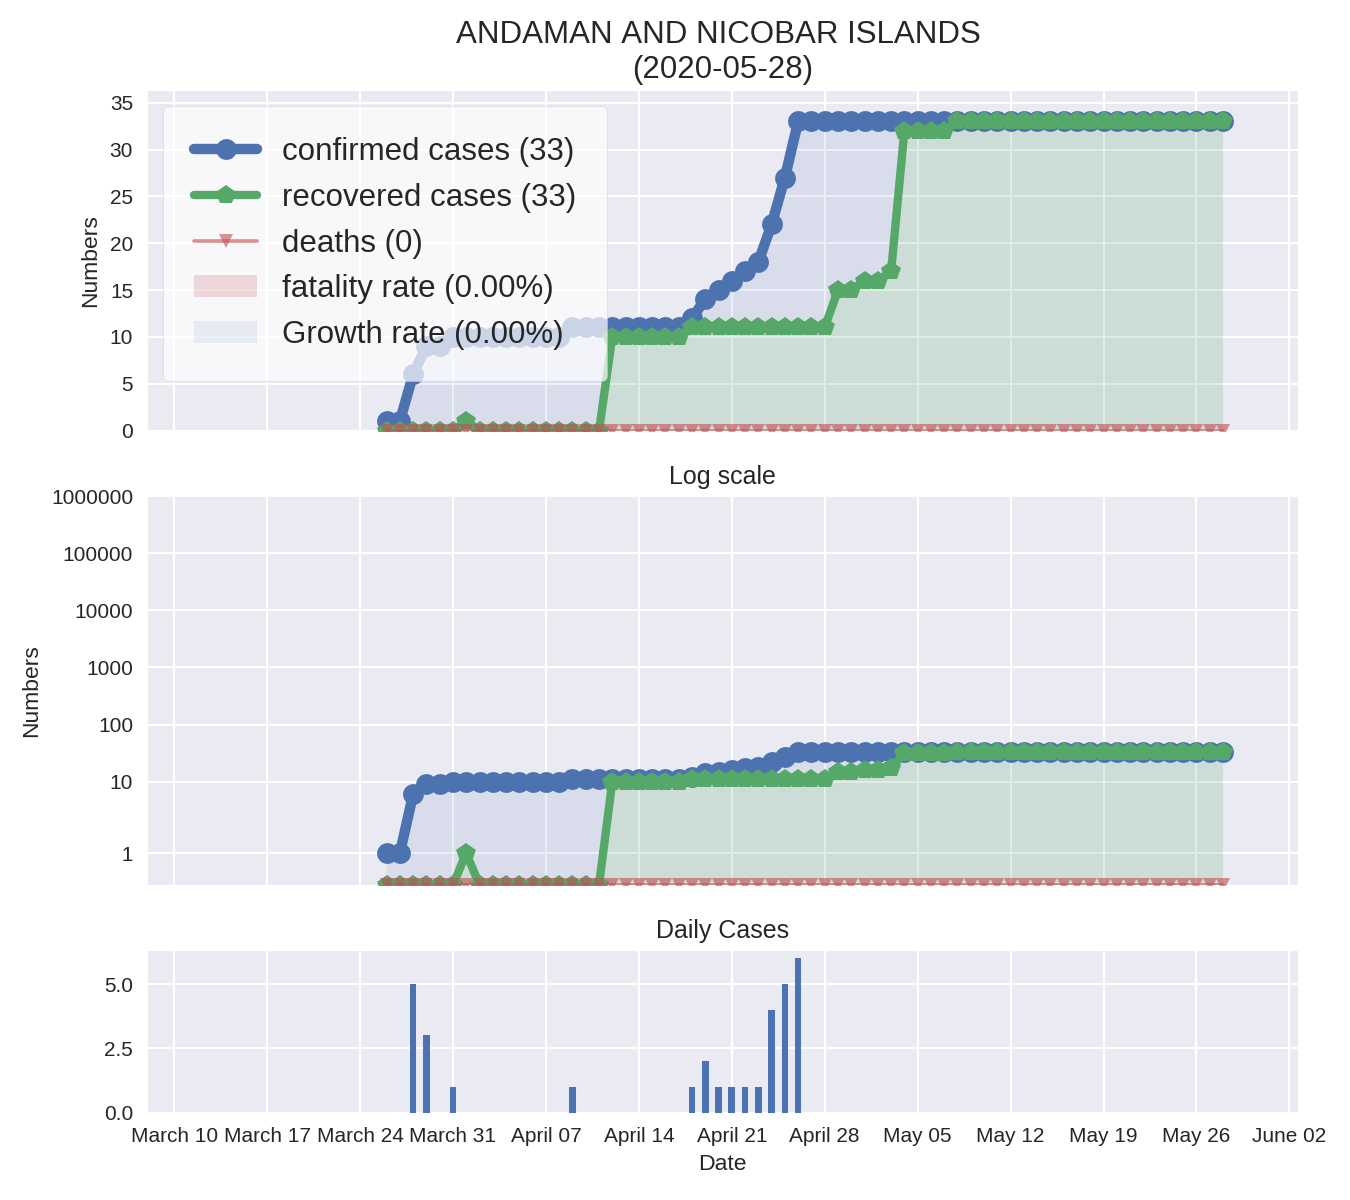 ANDAMAN AND NICOBAR ISLANDS
(2020-05-28)
35
30
25
20
15
10
5
0
Numbers
confirmed cases (33)
recovered cases (33)
deaths (0)
fatality rate (0.00%)
Growth rate (0.00%)
Log scale
1000000
100000
10000
1000
100
10
1
Numbers
Daily Cases
5.0
2.5
0.0
March 10 March 17 March 24 March 31 April 07 April 14 April 21 April 28 May 05 May 12 May 19 May 26 June 02
Date